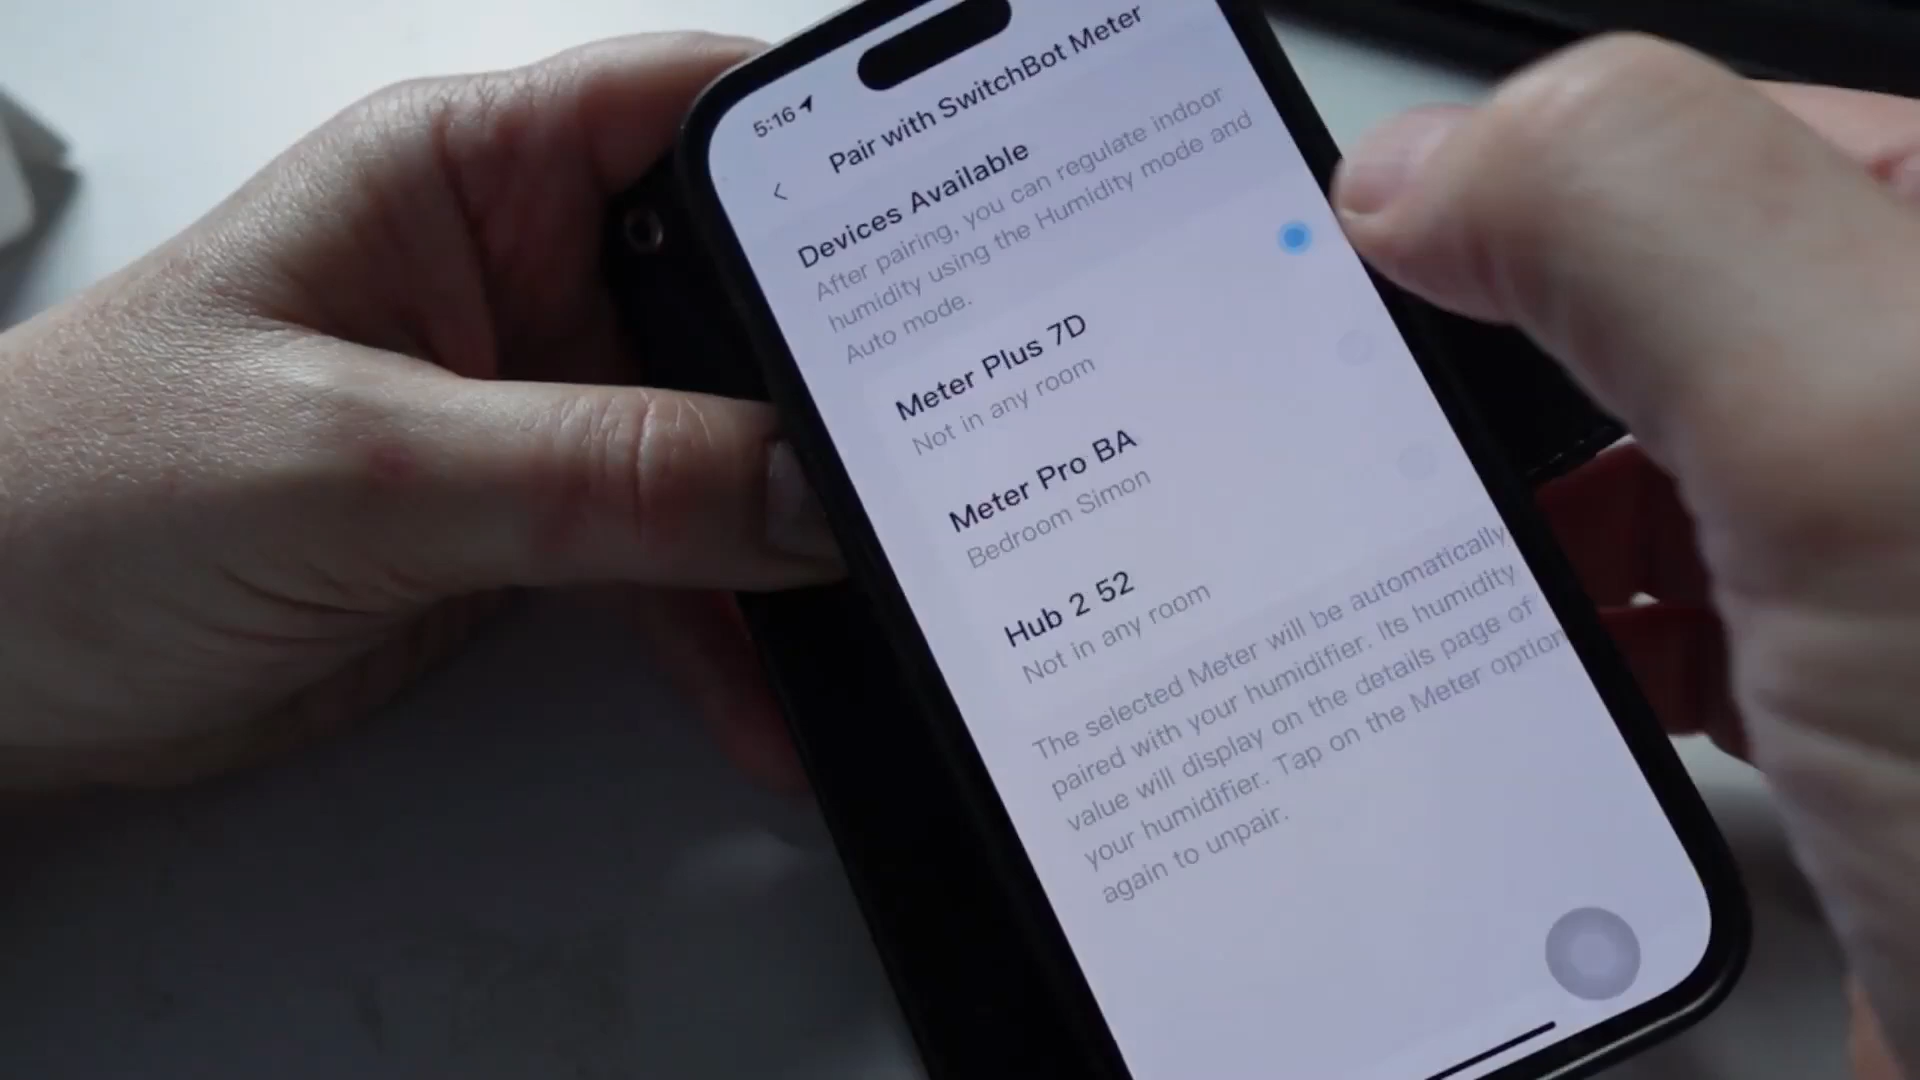 5:16
Pair with SwitchBot Meter
Devices Available
After pairing, you can regulate indoor
humidity using the Humidity mode and
Auto mode.
Meter Plus 7D
Not in any room
Meter Pro BA
Bedroom Simon
Hub 2 52
Not in any room
The selected Meter will be automatically
paired with your humidifier. Its humidity
value will display on the details page of
your humidifier. Tap on the Meter option
again to unpair.